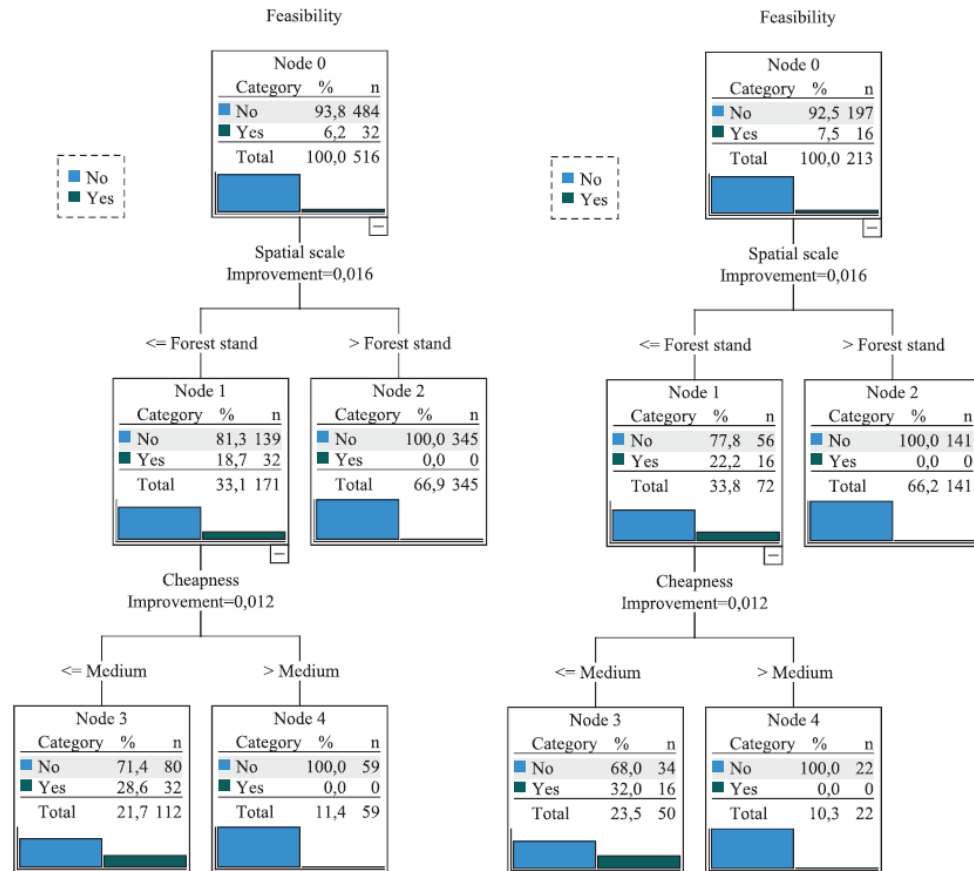 Feasibility
Node 0
Category % n
No 93,8 484
Yes 6,2 32
Total 100,0 516
No
Yes
Spatial scale
Improvement=0,016
<= Forest stand
> Forest stand
Node 1
Category % n
No 81,3 139
Yes 18,7 32
Total 33,1 171
Node 2
Category % n
No 100,0 345
Yes 0,0 0
Total 66,9 345
Cheapness
Improvement=0,012
<= Medium
> Medium
Node 3
Category % n
No 71,4 80
Yes 28,6 32
Total 21,7 112
Node 4
Category % n
No 100,0 59
Yes 0,0 0
Total 11,4 59
Feasibility
Node 0
Category % n
No 92,5 197
Yes 7,5 16
Total 100,0 213
No
Yes
Spatial scale
Improvement=0,016
<= Forest stand
> Forest stand
Node 1
Category % n
No 77,8 56
Yes 22,2 16
Total 33,8 72
Node 2
Category % n
No 100,0 141
Yes 0,0 0
Total 66,2 141
Cheapness
Improvement=0,012
<= Medium
> Medium
Node 3
Category % n
No 68,0 34
Yes 32,0 16
Total 23,5 50
Node 4
Category % n
No 100,0 22
Yes 0,0 0
Total 10,3 22